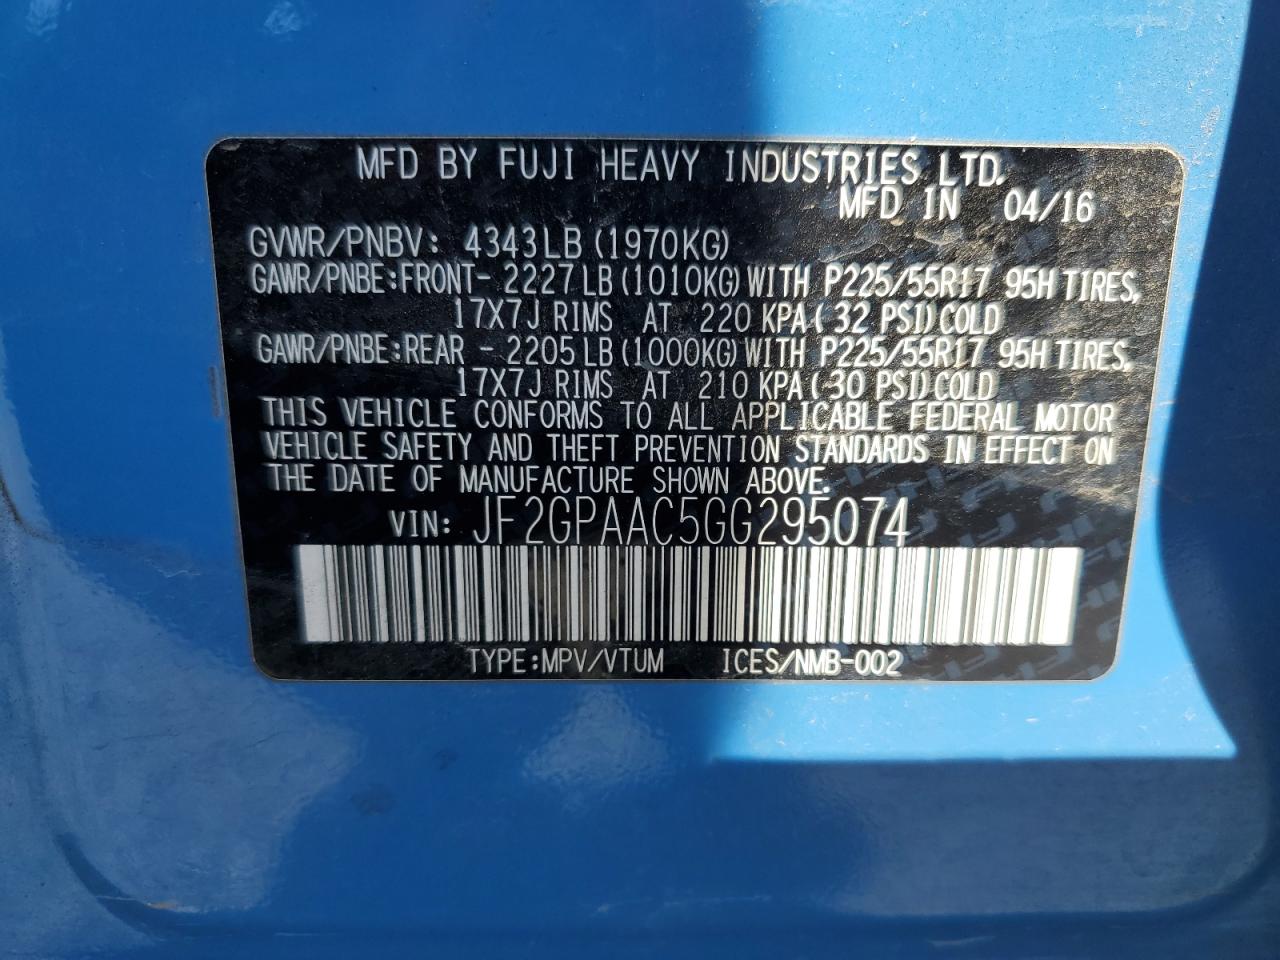 MFD BY FUJI HEAVY INDUSTRIES LTD.
MFD IN 04/16
GVWR/PNBV: 4343LB (1970KG)
GAWR/PNBE:FRONT- 2227LB (1010KG) WITH P225/55R17 95H TIRES,
17X7J RIMS AT 220 KPA( 32 PSI) COLD
GAWR/PNBE:REAR - 2205LB (1000KG) WITH P225/55R17 95H TIRES,
17X7J RIMS AT 210 KPA( 30 PSI) COLD
THIS VEHICLE CONFORMS TO ALL APPLICABLE FEDERAL MOTOR
VEHICLE SAFETY AND THEFT PREVENTION STANDARDS IN EFFECT ON
THE DATE OF MANUFACTURE SHOWN ABOVE.
VIN: JF2GPAAC5GG295074
TYPE:MPV/VTUM ICES/NMB-002